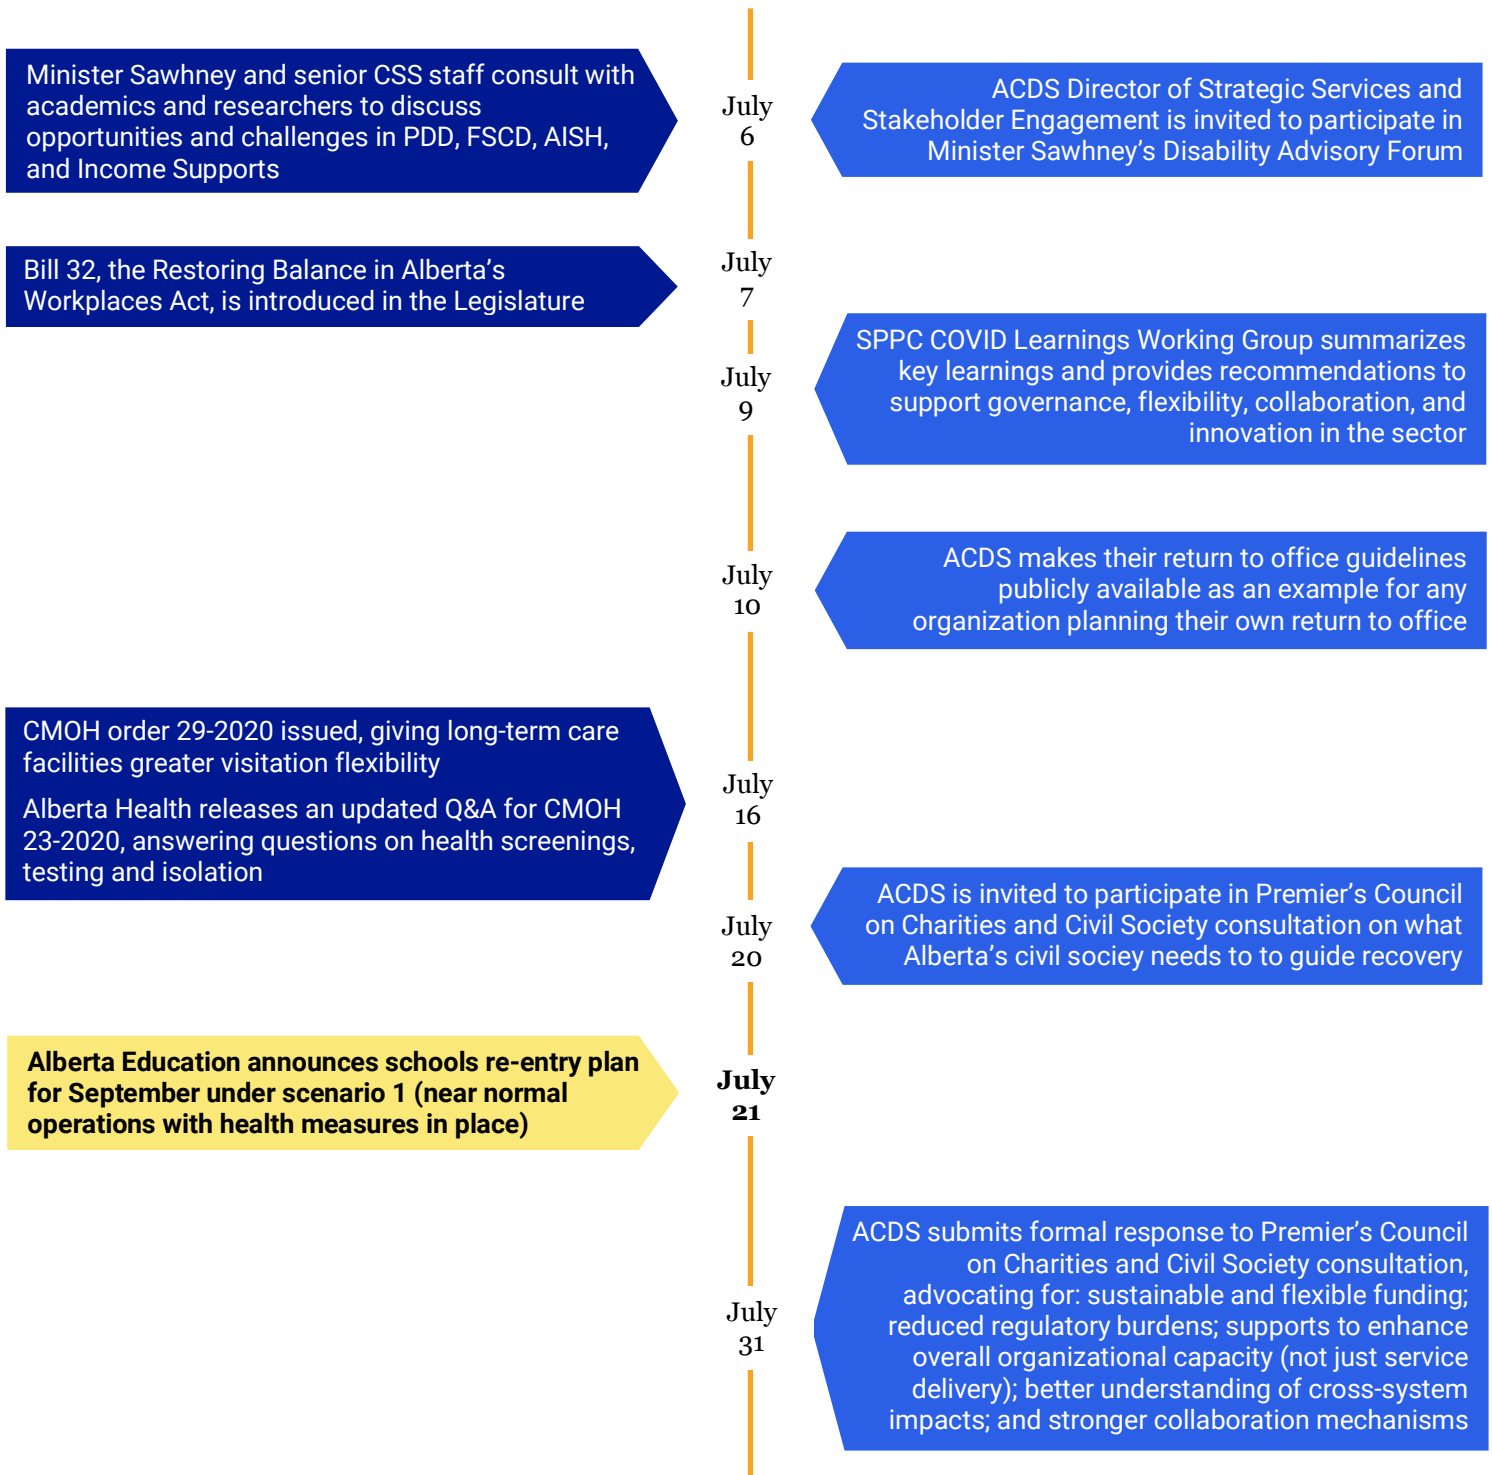 Minister Sawhney and senior CSS staff consult with
academics and researchers to discuss
opportunities and challenges in PDD, FSCD, AISH,
and Income Supports
July
6
ACDS Director of Strategic Services and
Stakeholder Engagement is invited to participate in
Minister Sawhney’s Disability Advisory Forum
Bill 32, the Restoring Balance in Alberta’s
Workplaces Act, is introduced in the Legislature
July
7
July
9
SPPC COVID Learnings Working Group summarizes
key learnings and provides recommendations to
support governance, flexibility, collaboration, and
innovation in the sector
July
10
ACDS makes their return to office guidelines
publicly available as an example for any
organization planning their own return to office
CMOH order 29-2020 issued, giving long-term care
facilities greater visitation flexibility
Alberta Health releases an updated Q&A for CMOH
23-2020, answering questions on health screenings,
testing and isolation
July
16
July
20
ACDS is invited to participate in Premier’s Council
on Charities and Civil Society consultation on what
Alberta’s civil sociey needs to to guide recovery
Alberta Education announces schools re-entry plan
for September under scenario 1 (near normal
operations with health measures in place)
July
21
July
31
ACDS submits formal response to Premier’s Council
on Charities and Civil Society consultation,
advocating for: sustainable and flexible funding;
reduced regulatory burdens; supports to enhance
overall organizational capacity (not just service
delivery); better understanding of cross-system
impacts; and stronger collaboration mechanisms